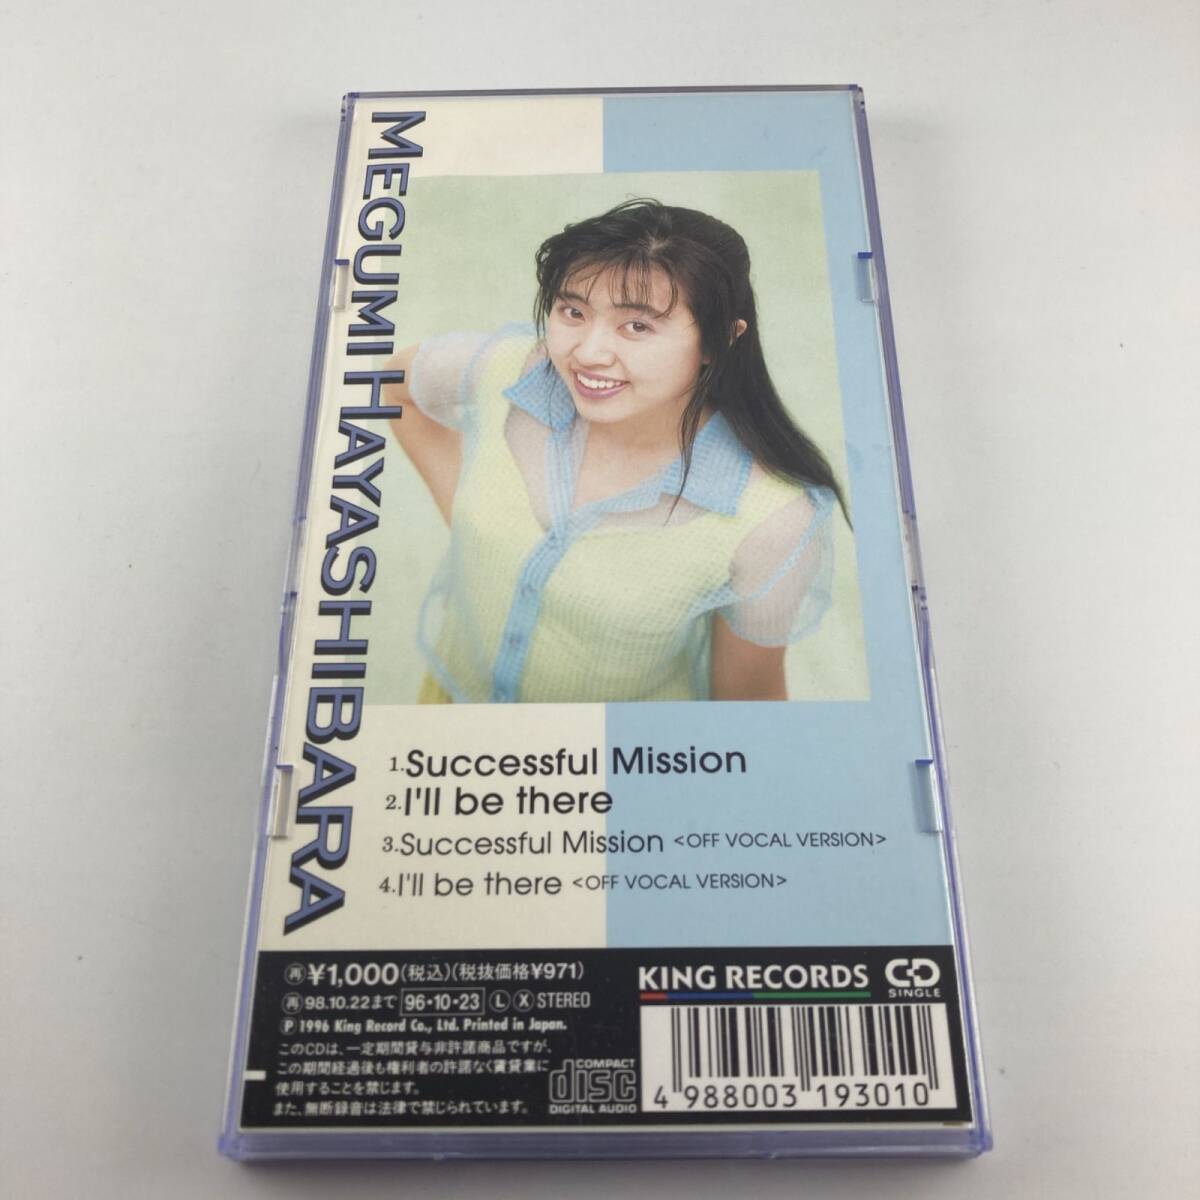 MEGUMI HAYASHIBARA
1.Successful Mission
2.I'll be there
3.Successful Mission <OFF VOCAL VERSION>
4.I'll be there <OFF VOCAL VERSION>
再¥1,000(税込)(税抜価格¥971)
再98.10.22まで 96・10・23 L X STEREO
℗1996 King Record Co., Ltd. Printed in Japan.
このCDは、一定期間貸与非許諾商品ですが、
この期間経過後も権利者の許諾なく賃貸業に
使用することを禁じます。
また、無断録音は法律で禁じられています。
COMPACT
disc
DIGITAL AUDIO
KING RECORDS
CD
SINGLE
4 988003 193010